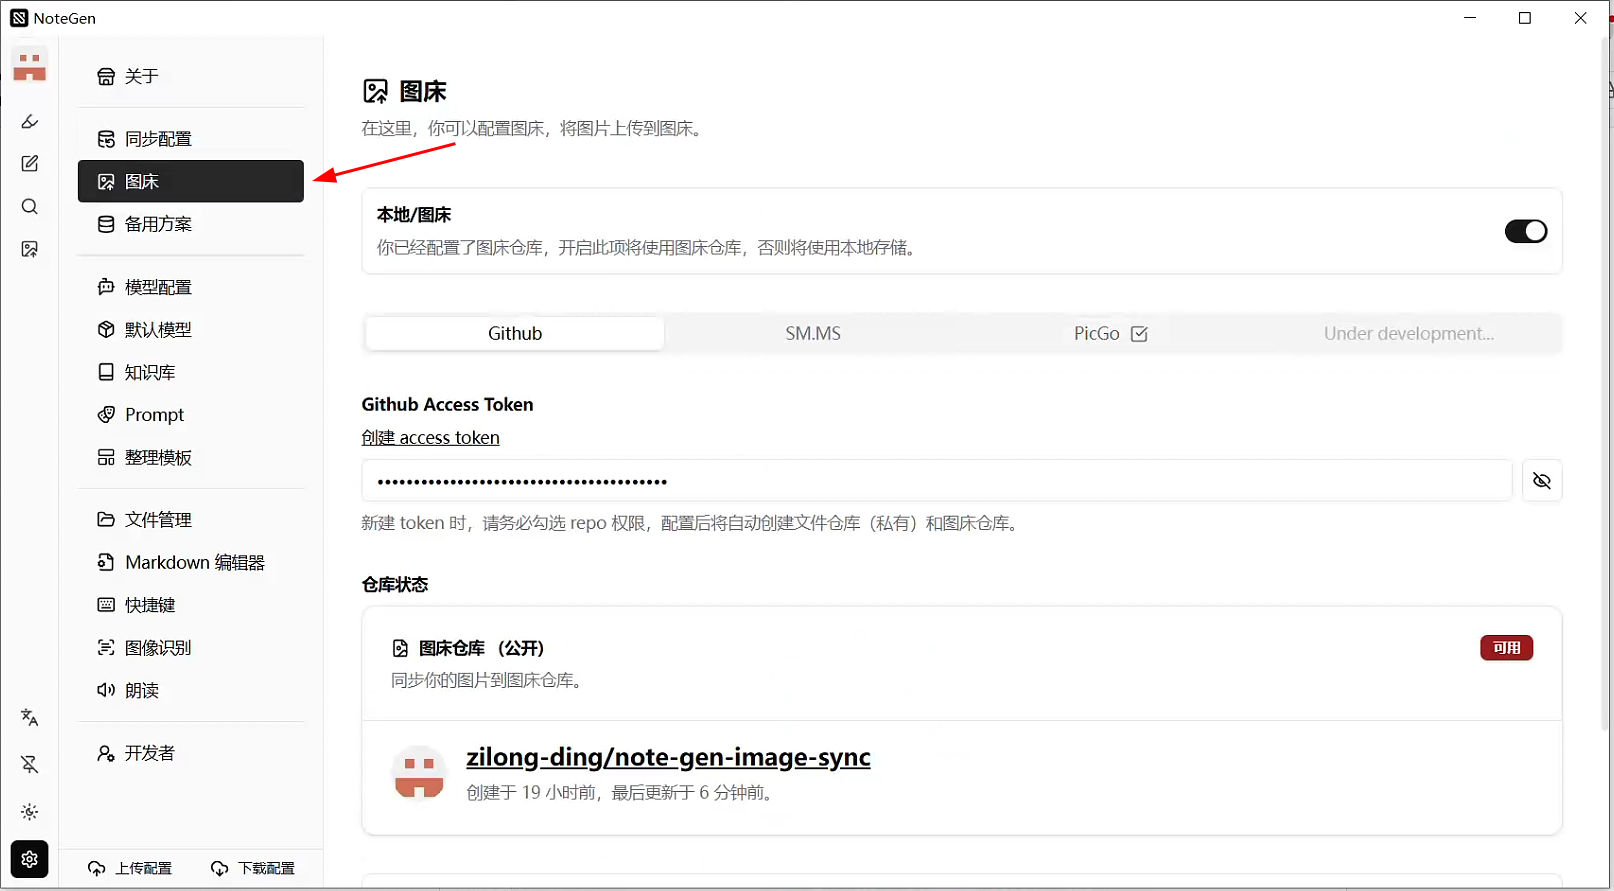 NoteGen
关于
同步配置
图床
备用方案
模型配置
默认模型
知识库
Prompt
整理模板
文件管理
Markdown 编辑器
快捷键
图像识别
朗读
开发者
上传配置
下载配置
图床
在这里，你可以配置图床，将图片上传到图床。
本地/图床
你已经配置了图床仓库，开启此项将使用图床仓库，否则将使用本地存储。
Github
SM.MS
PicGo
Under development...
Github Access Token
创建 access token
新建 token 时，请务必勾选 repo 权限，配置后将自动创建文件仓库（私有）和图床仓库。
仓库状态
图床仓库 （公开）
可用
同步你的图片到图床仓库。
zilong-ding/note-gen-image-sync
创建于 19 小时前，最后更新于 6 分钟前。